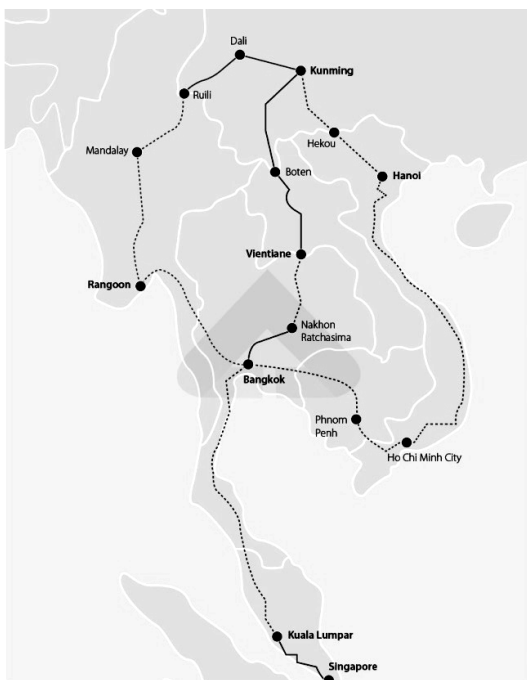 Dali
Kunming
Ruili
Hekou
Mandalay
Boten
Hanoi
Vientiane
Rangoon
Nakhon
Ratchasima
Bangkok
Phnom
Penh
Ho Chi Minh City
Kuala Lumpar
Singapore